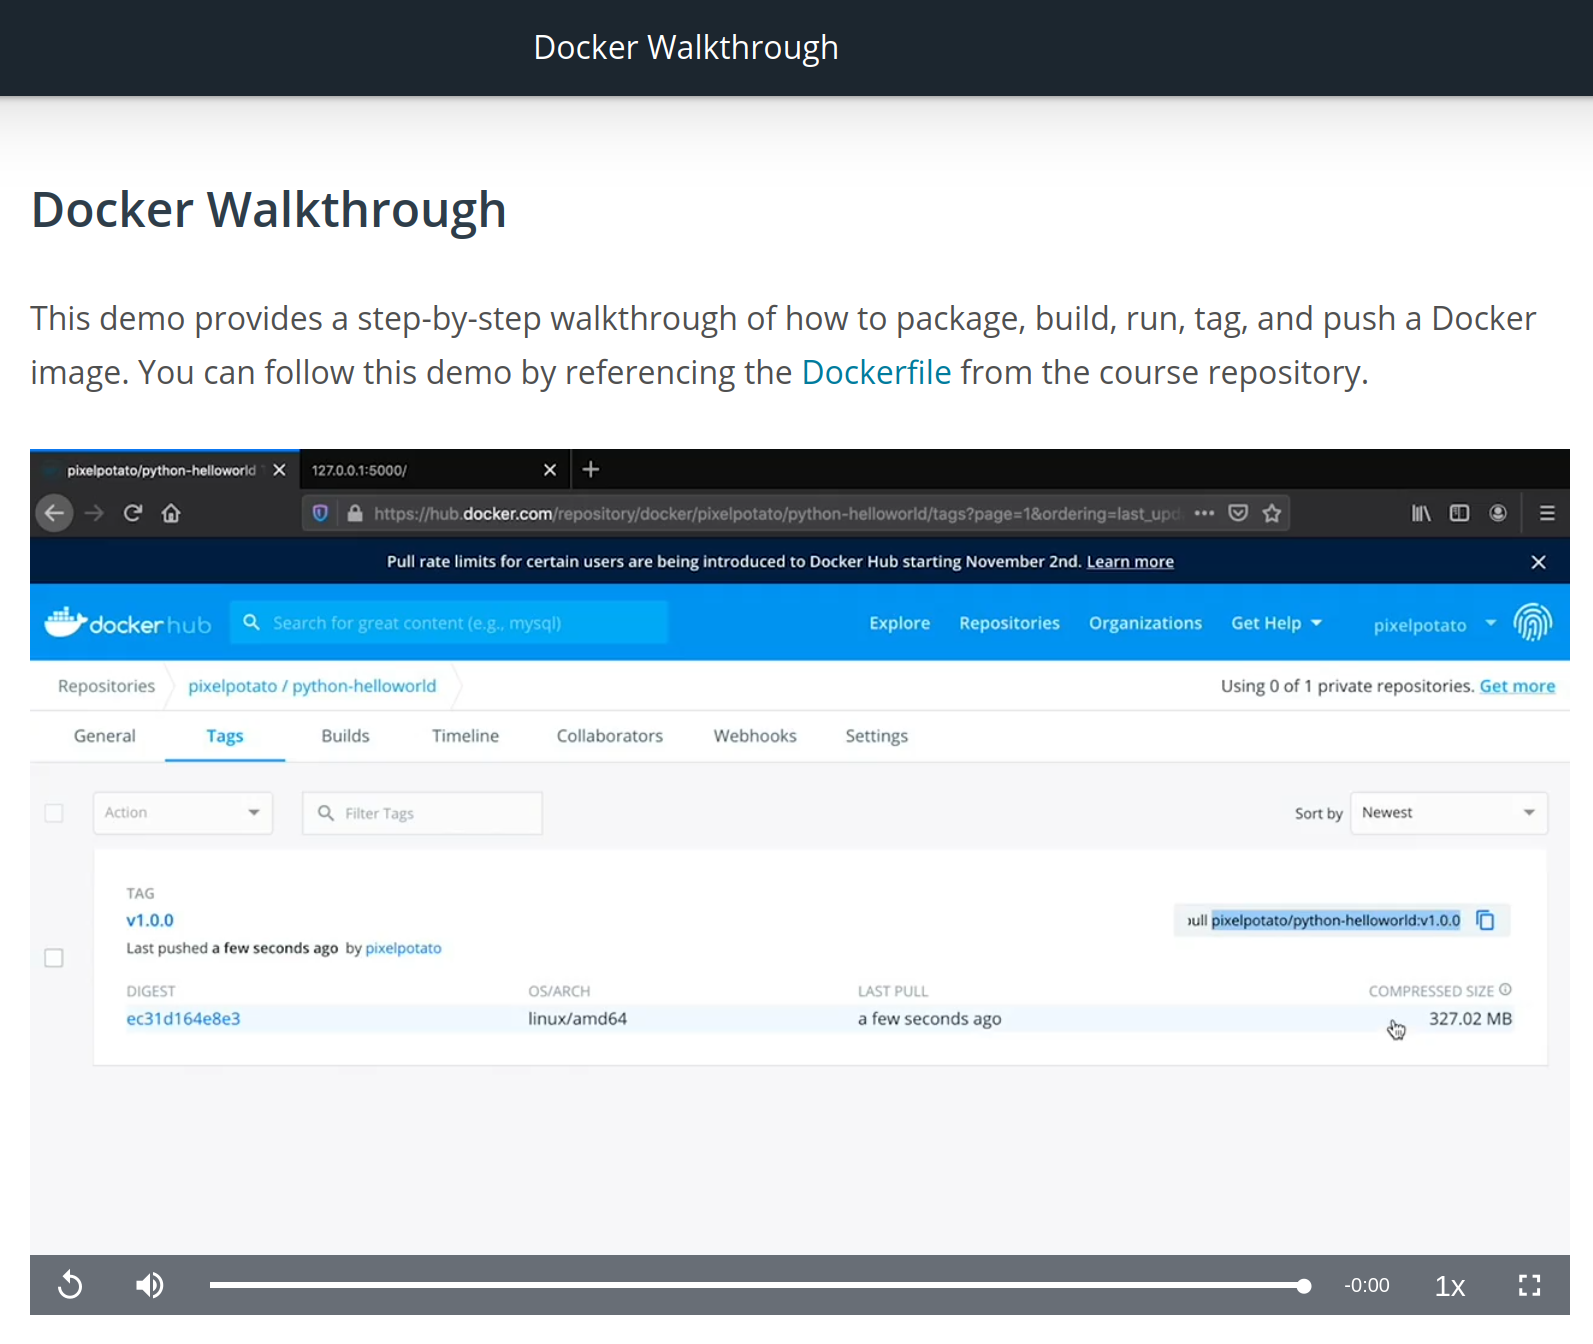 Docker Walkthrough
Docker Walkthrough
This demo provides a step-by-step walkthrough of how to package, build, run, tag, and push a Docker
image. You can follow this demo by referencing the Dockerfile from the course repository.
pixelpotato/python-helloworld 127.0.0.1:5000/
https://hub.docker.com/repository/docker/pixelpotato/python-helloworld/tags?page=1&ordering=last_upd
Pull rate limits for certain users are being introduced to Docker Hub starting November 2nd. Learn more
docker hub Search for great content (e.g., mysql) Explore Repositories Organizations Get Help pixelpotato
Repositories pixelpotato / python-helloworld Using 0 of 1 private repositories. Get more
General Tags Builds Timeline Collaborators Webhooks Settings
Action Filter Tags Sort by Newest
TAG
v1.0.0 ull pixelpotato/python-helloworld:v1.0.0
Last pushed a few seconds ago by pixelpotato
DIGEST OS/ARCH LAST PULL COMPRESSED SIZE
ec31d164e8e3 linux/amd64 a few seconds ago 327.02 MB
-0:00 1x